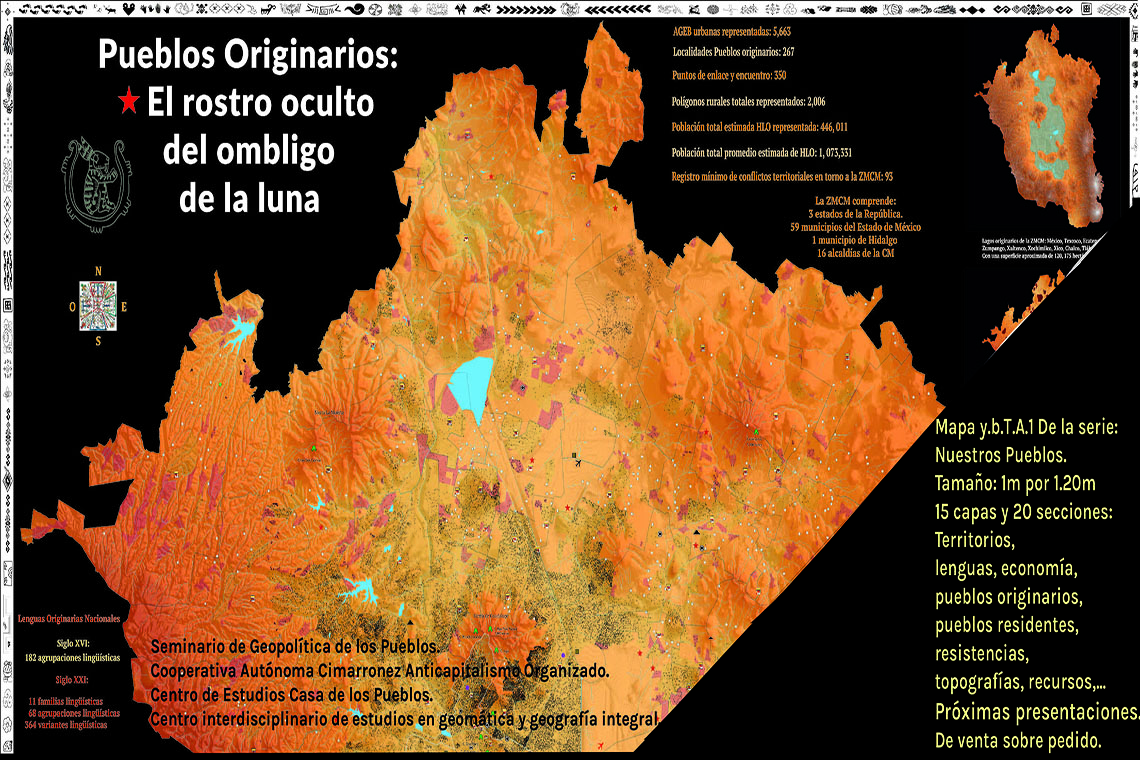 Pueblos Originarios:
El rostro oculto
del ombligo
de la luna
N
O
E
S
AGEB urbanas representadas: 5,663
Localidades Pueblos originarios: 267
Puntos de enlace y encuentro: 350
Polígonos rurales totales representados: 2,006
Población total estimada HLO representada: 446, 011
Población total promedio estimada de HLO: 1, 073,331
Registro mínimo de conflictos territoriales en torno a la ZMCM: 93
La ZMCM comprende:
3 estados de la República.
59 municipios del Estado de México
1 municipio de Hidalgo
16 alcaldías de la CM
Lagos originarios de la ZMCM: México, Texcoco,
Zumpango, Xaltocan, Xochimilco, Xico, Chalco,
Con una superficie aproximada de 120, 175
Mapa y.b.T.A.1 De la serie:
Nuestros Pueblos.
Tamaño: 1m por 1.20m
15 capas y 20 secciones:
Territorios,
lenguas, economía,
pueblos originarios,
pueblos residentes,
resistencias,
topografías, recursos,...
Próximas presentaciones.
De venta sobre pedido.
Lenguas Originarias Nacionales
Siglo XVI:
182 agrupaciones lingüísticas
Siglo XXI:
11 familias lingüísticas
68 agrupaciones lingüísticas
364 variantes lingüísticas
Seminario de Geopolítica de los Pueblos.
Cooperativa Autónoma Cimarronez Anticapitalismo Organizado.
Centro de Estudios Casa de los Pueblos.
Centro interdisciplinario de estudios en geomática y geografía integral.